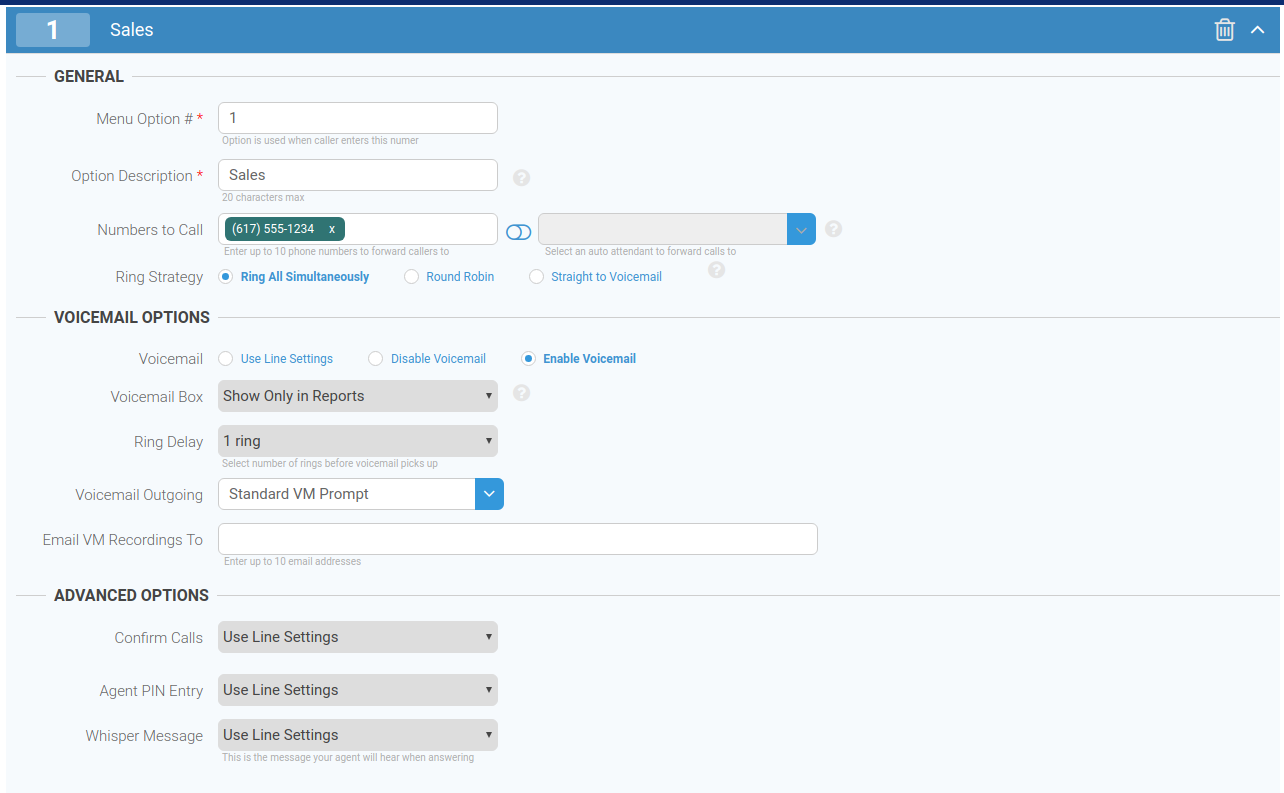 1 Sales
GENERAL
Menu Option # * 1
Option is used when caller enters this numer
Option Description * Sales ?
20 characters max
Numbers to Call (617) 555-1234 x ?
Enter up to 10 phone numbers to forward callers to Select an auto attendant to forward calls to
Ring Strategy Ring All Simultaneously Round Robin Straight to Voicemail ?
VOICEMAIL OPTIONS
Voicemail Use Line Settings Disable Voicemail Enable Voicemail
Voicemail Box Show Only in Reports ?
Ring Delay 1 ring
Select number of rings before voicemail picks up
Voicemail Outgoing Standard VM Prompt
Email VM Recordings To
Enter up to 10 email addresses
ADVANCED OPTIONS
Confirm Calls Use Line Settings
Agent PIN Entry Use Line Settings
Whisper Message Use Line Settings
This is the message your agent will hear when answering